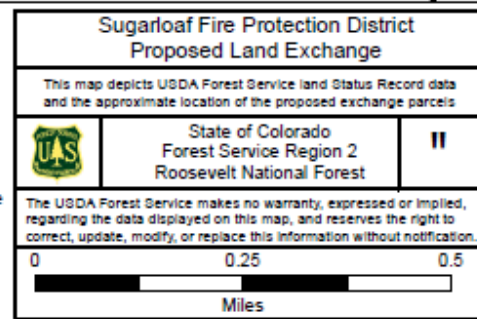 Sugarloaf Fire Protection District
Proposed Land Exchange
This map depicts USDA Forest Service land Status Record data
and the approximate location of the proposed exchange parcels
State of Colorado
Forest Service Region 2
Roosevelt National Forest
"
UAS
The USDA Forest Service makes no warranty, expressed or implied,
regarding the data displayed on this map, and reserves the right to
correct, update, modify, or replace this information without notification.
0 0.25 0.5
Miles